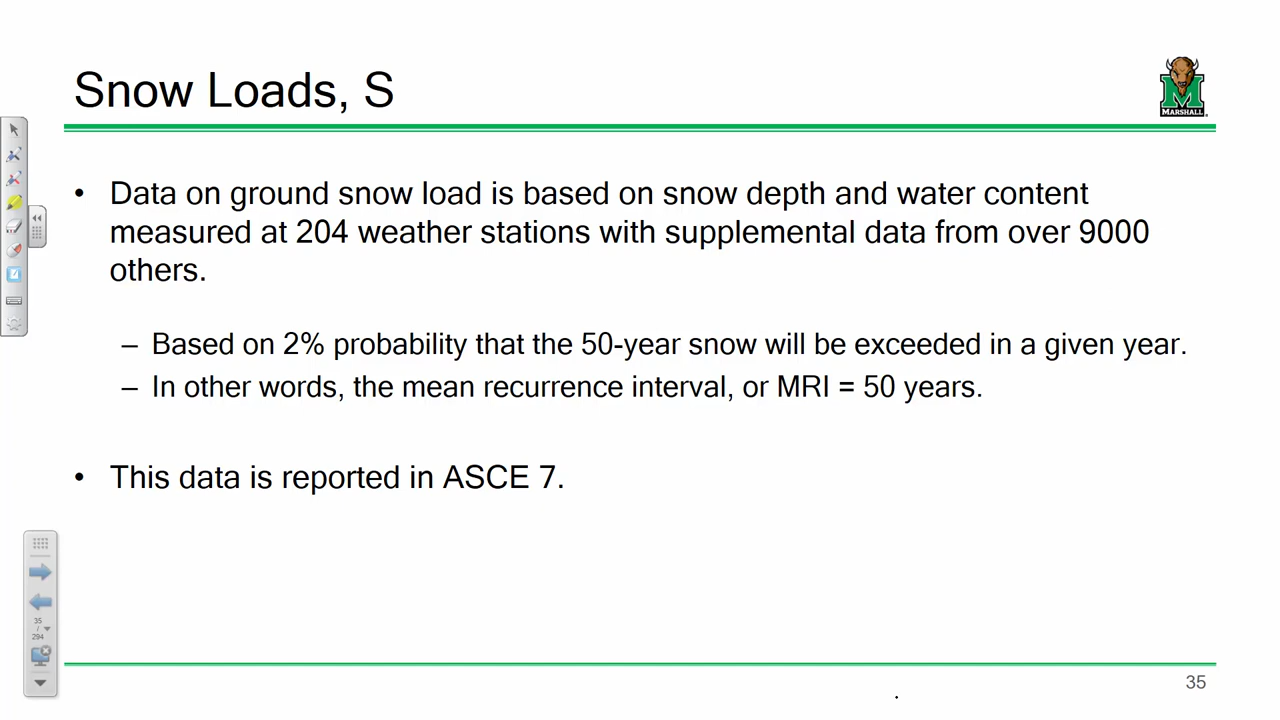 Snow Loads, S
MARSHALL
• Data on ground snow load is based on snow depth and water content
measured at 204 weather stations with supplemental data from over 9000
others.
– Based on 2% probability that the 50-year snow will be exceeded in a given year.
– In other words, the mean recurrence interval, or MRI = 50 years.
• This data is reported in ASCE 7.
35
/
294
35